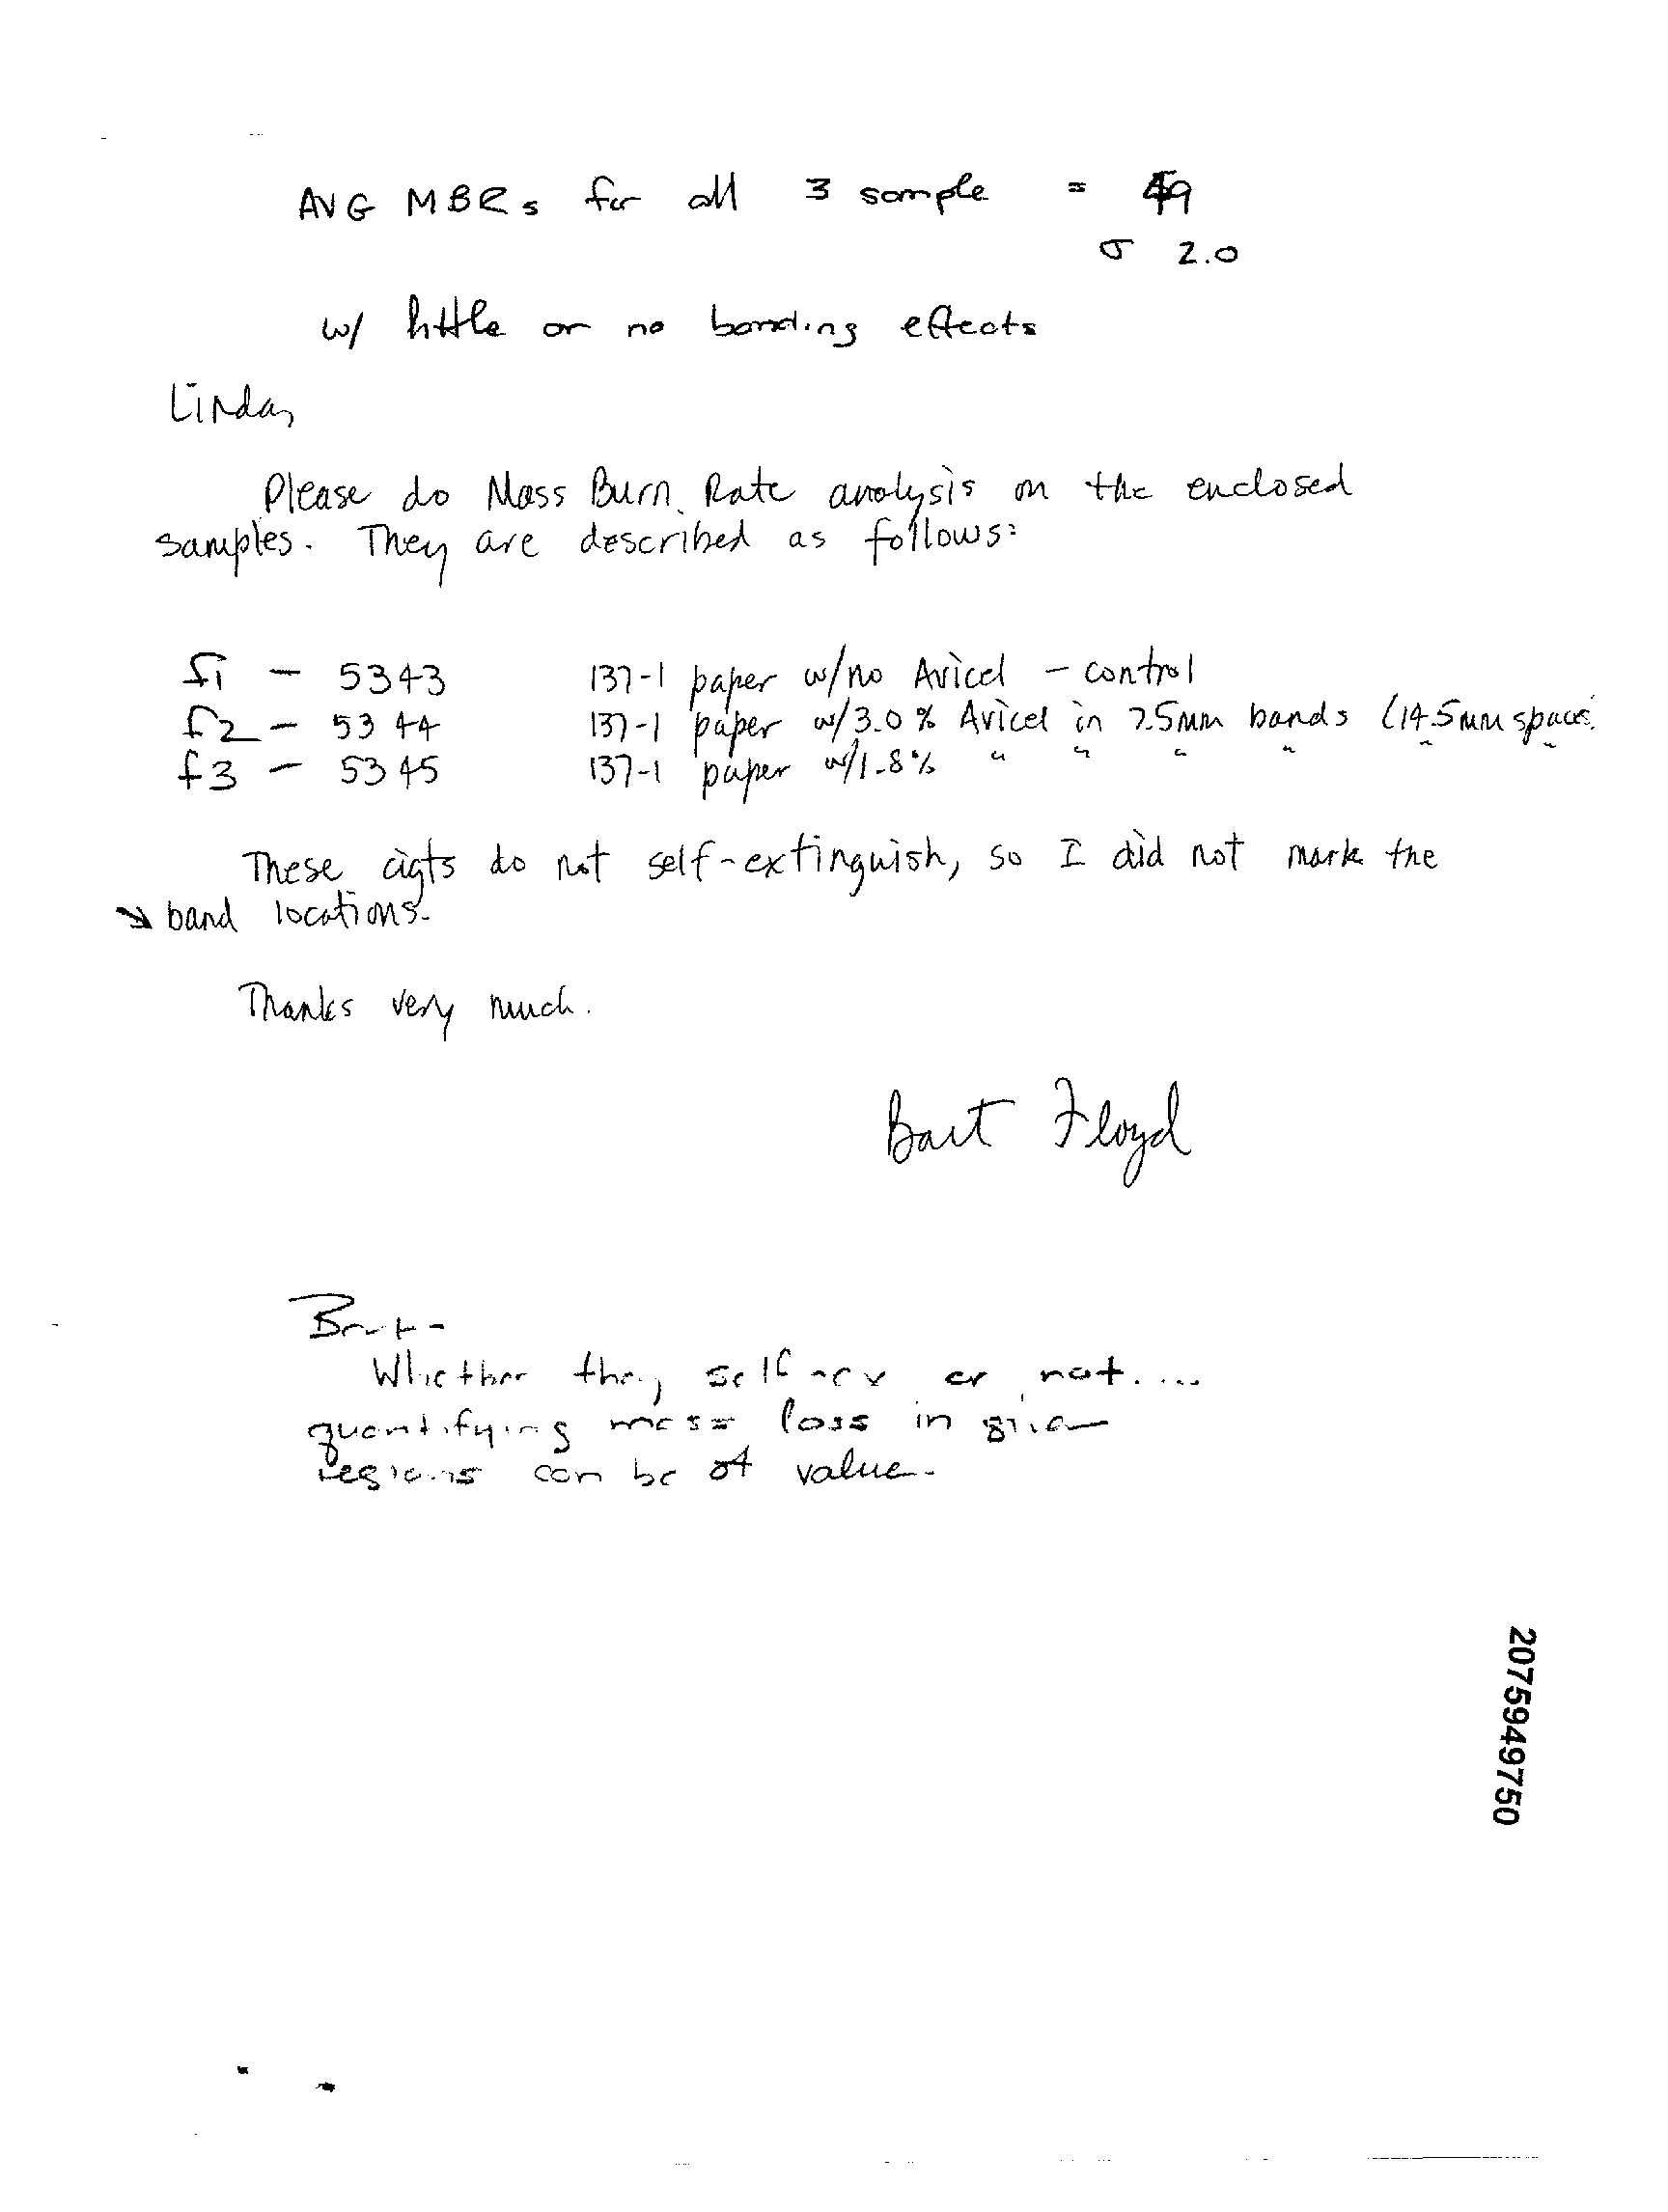 AVG MBRs for all 3 sample = 49
σ 2.0
w/ little or no banding effects
Linda,
Please do Mass Burn Rate analysis on the enclosed
samples. They are described as follows:
f1 – 5343 137-1 paper w/no Avicel – control
f2 – 5344 137-1 paper w/3.0% Avicel in 7.5mm bands (14.5mm spaces
f3 – 5345 137-1 paper w/1.8% " " " " " "
These cigts do not self-extinguish, so I did not mark the
band locations.
Thanks very much.
Bart Floyd
Bart-
Whether they self-ex or not....
quantifying mass loss in
regions can be of value.
2075949750